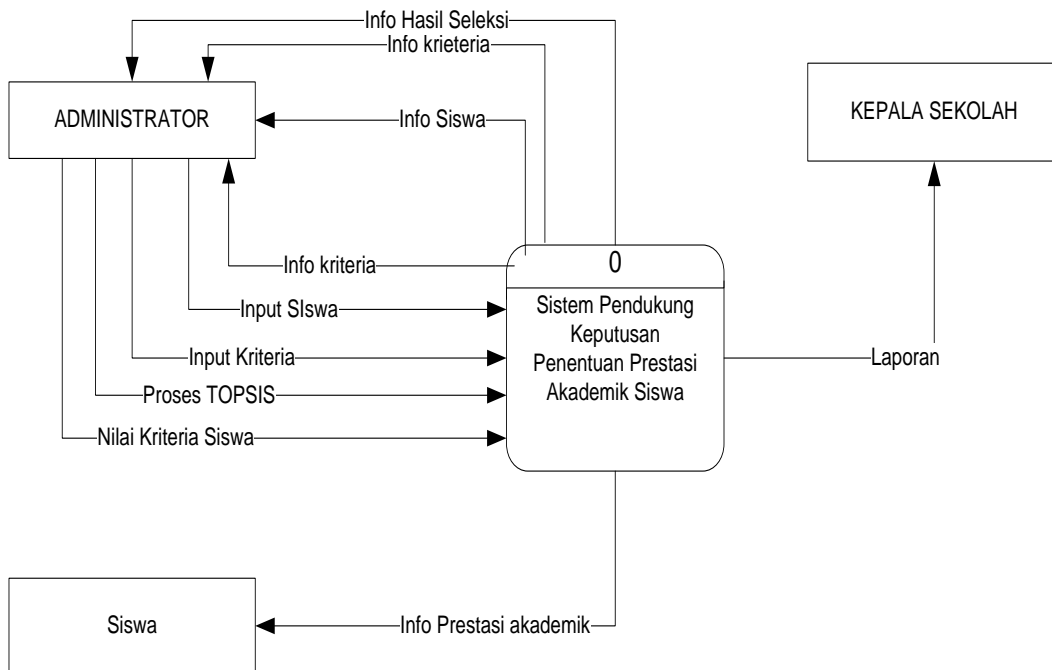 Info Hasil Seleksi
Info krieteria
ADMINISTRATOR
Info Siswa
KEPALA SEKOLAH
Info kriteria
0
Input SIswa
Sistem Pendukung
Keputusan
Penentuan Prestasi
Akademik Siswa
Input Kriteria
Laporan
Proses TOPSIS
Nilai Kriteria Siswa
Siswa
Info Prestasi akademik